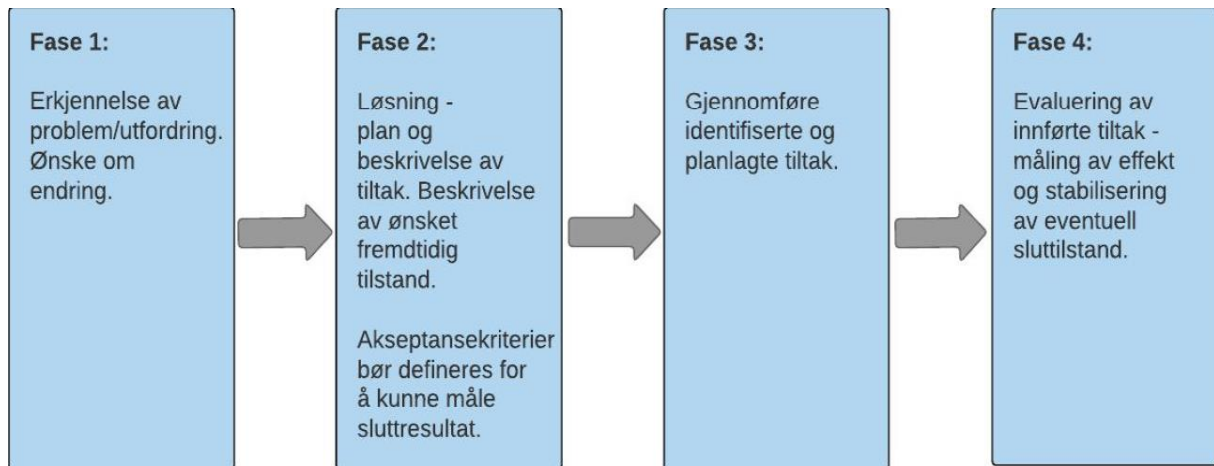 Fase 1:
Erkjennelse av
problem/utfordring.
Ønske om
endring.
Fase 2:
Løsning -
plan og
beskrivelse av
tiltak. Beskrivelse
av ønsket
fremdtidig
tilstand.
Akseptansekriterier
bør defineres for
å kunne måle
sluttresultat.
Fase 3:
Gjennomføre
identifiserte og
planlagte tiltak.
Fase 4:
Evaluering av
innførte tiltak -
måling av effekt
og stabilisering
av eventuell
sluttilstand.